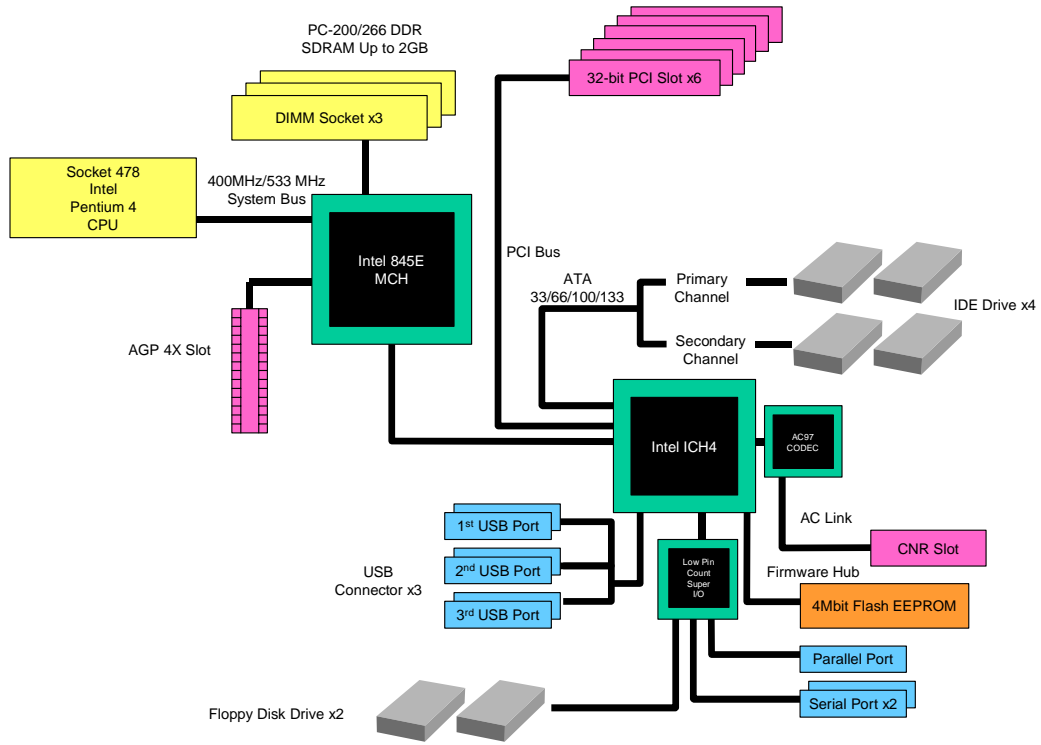 PC-200/266 DDR
SDRAM Up to 2GB
32-bit PCI Slot x6
DIMM Socket x3
Socket 478
Intel
Pentium 4
CPU
400MHz/533 MHz
System Bus
Intel 845E
MCH
PCI Bus
ATA
33/66/100/133
Primary
Channel
IDE Drive x4
Secondary
Channel
AGP 4X Slot
Intel ICH4
AC97
CODEC
AC Link
CNR Slot
1st USB Port
2nd USB Port
3rd USB Port
USB
Connector x3
Low Pin
Count
Super
I/O
Firmware Hub
4Mbit Flash EEPROM
Parallel Port
Serial Port x2
Floppy Disk Drive x2